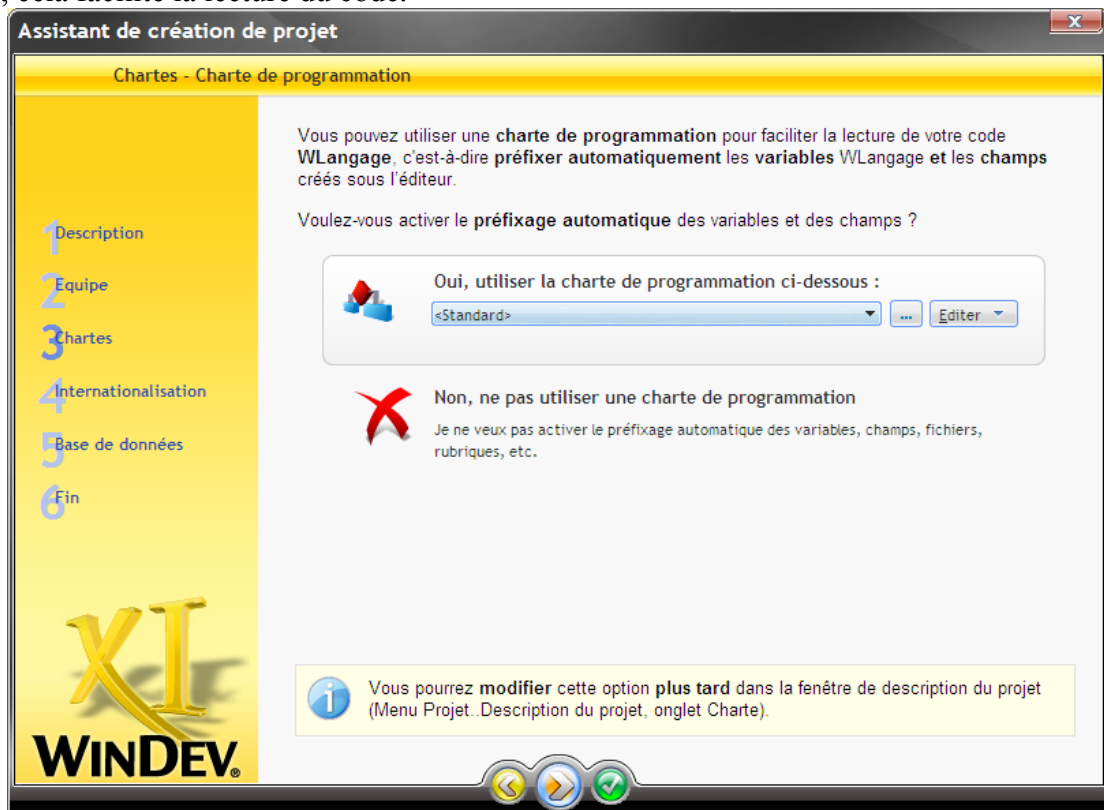 , cela facilite la lecture du code.
Assistant de création de projet
Chartes - Charte de programmation
Vous pouvez utiliser une charte de programmation pour faciliter la lecture de votre code
WLangage, c'est-à-dire préfixer automatiquement les variables WLangage et les champs
créés sous l'éditeur.
Voulez-vous activer le préfixage automatique des variables et des champs ?
1 Description
2 Equipe
3 Chartes
4 Internationalisation
5 Base de données
6 Fin
Oui, utiliser la charte de programmation ci-dessous :
<Standard>
...
Editer
Non, ne pas utiliser une charte de programmation
Je ne veux pas activer le préfixage automatique des variables, champs, fichiers,
rubriques, etc.
Vous pourrez modifier cette option plus tard dans la fenêtre de description du projet
(Menu Projet..Description du projet, onglet Charte).
XI
WINDEV®